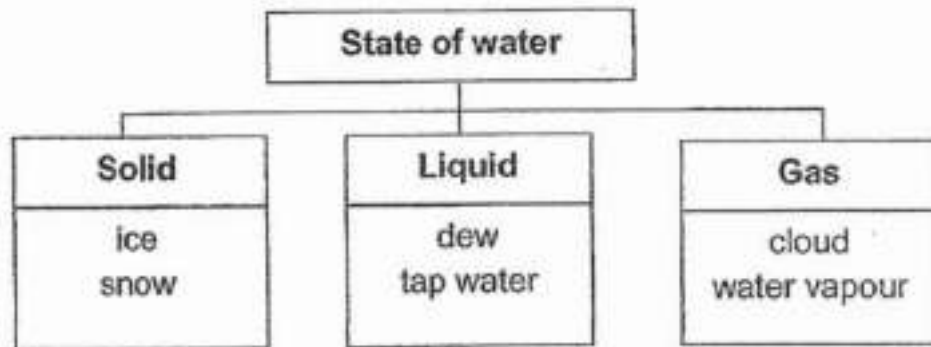 State of water
Solid
ice
snow
Liquid
dew
tap water
Gas
cloud
water vapour